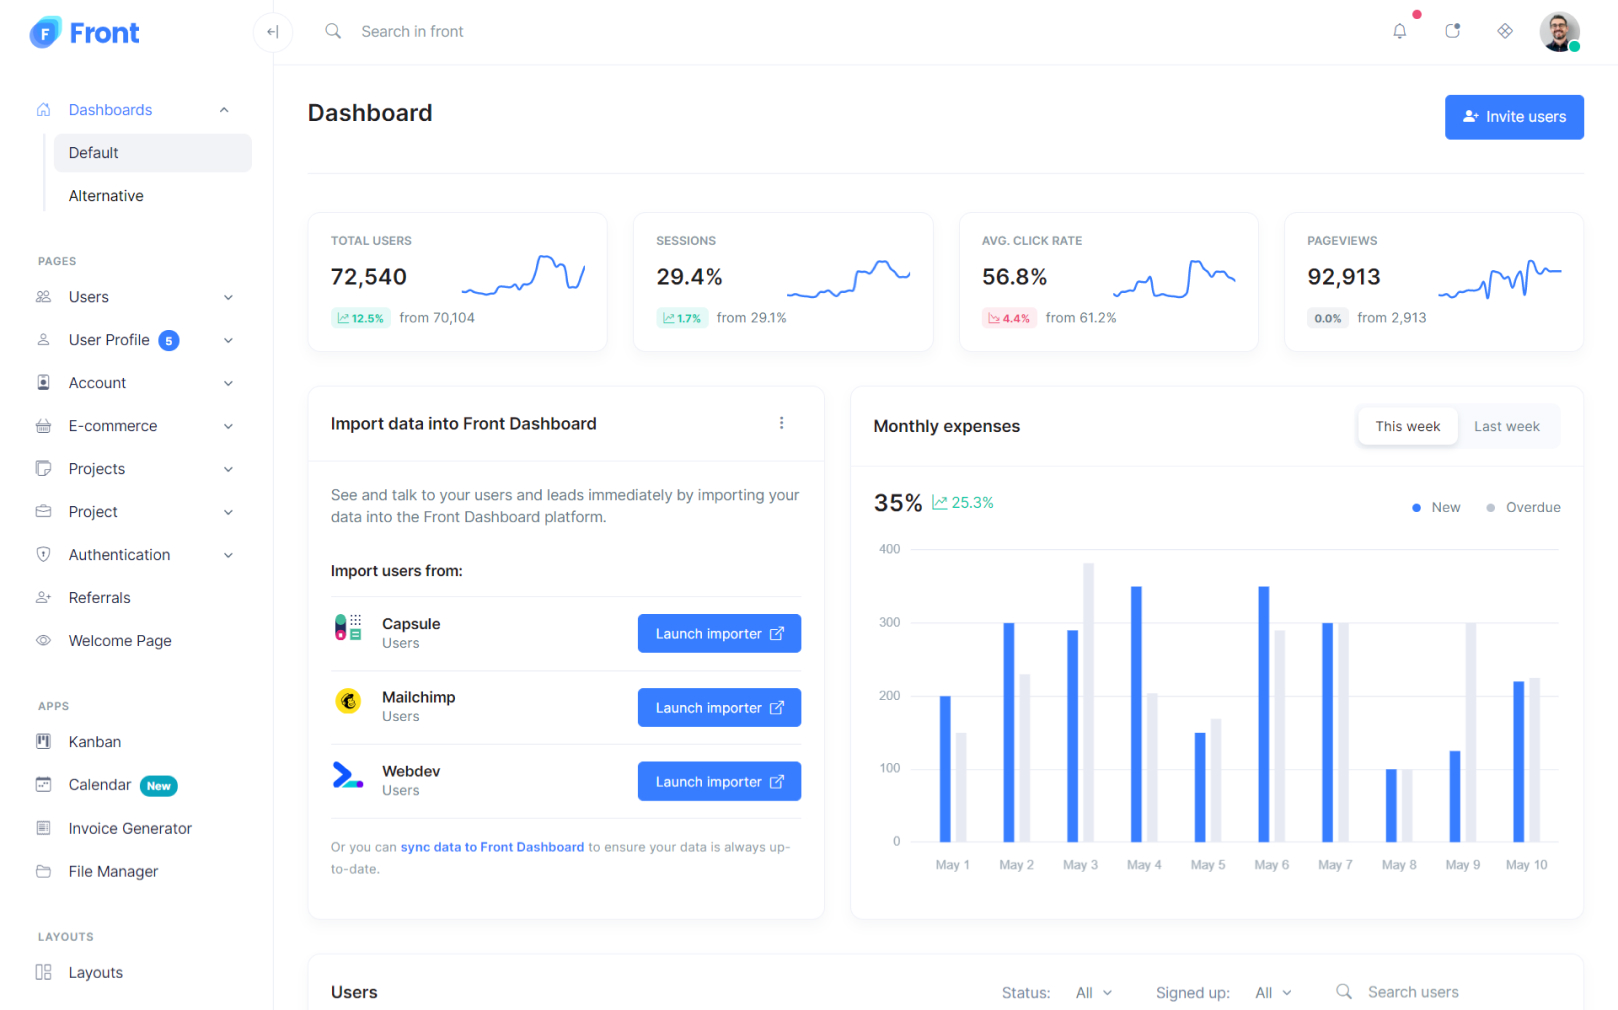 Front
Search in front
Dashboards
Default
Alternative
PAGES
Users
User Profile 5
Account
E-commerce
Projects
Project
Authentication
Referrals
Welcome Page
APPS
Kanban
Calendar New
Invoice Generator
File Manager
LAYOUTS
Layouts
Dashboard
Invite users
TOTAL USERS
72,540
12.5% from 70,104
SESSIONS
29.4%
1.7% from 29.1%
AVG. CLICK RATE
56.8%
4.4% from 61.2%
PAGEVIEWS
92,913
0.0% from 2,913
Import data into Front Dashboard
See and talk to your users and leads immediately by importing your
data into the Front Dashboard platform.
Import users from:
Capsule
Users
Launch importer
Mailchimp
Users
Launch importer
Webdev
Users
Launch importer
Or you can sync data to Front Dashboard to ensure your data is always up-
to-date.
Monthly expenses
This week Last week
35% 25.3%
New Overdue
400
300
200
100
0
May 1 May 2 May 3 May 4 May 5 May 6 May 7 May 8 May 9 May 10
Users
Status: All Signed up: All Search users